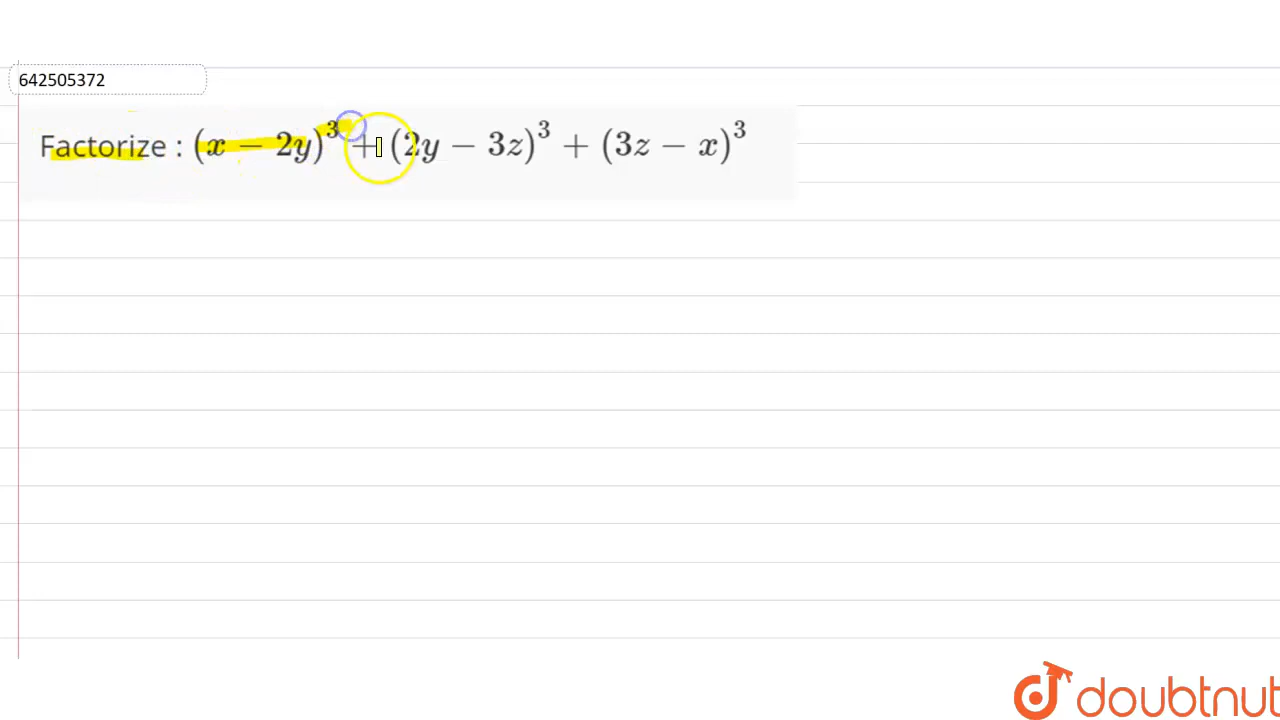 642505372
Factorize : (x − 2y)³ + (2y − 3z)³ + (3z − x)³
doubtnut